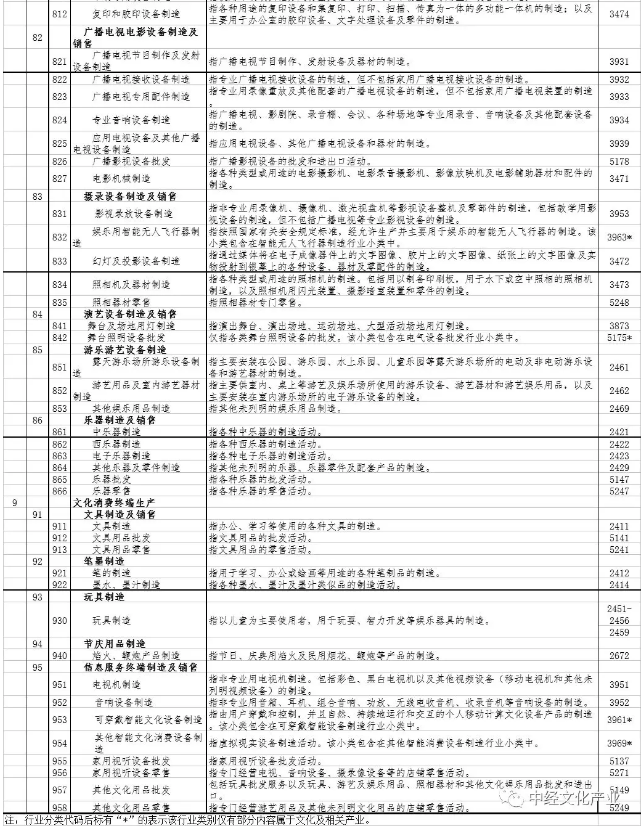 812 复印和胶印设备制造 指各种用途的复印设备和集复印、打印、扫描、传真为一体的多功能一体机的制造；以及主要用于办公室的胶印设备、文字处理设备及零件的制造。 3474
82 广播电视电影设备制造及销售
821 广播电视节目制作及发射设备制造 指广播电视节目制作、发射设备及器材的制造。 3931
822 广播电视接收设备制造 指专业广播电视接收设备的制造，但不包括家用广播电视接收设备的制造。 3932
823 广播电视专用配件制造 指专业用录像重放及其他配套的广播电视设备的制造，但不包括家用广播电视装置的制造。 3933
824 专业音响设备制造 指广播电视、影剧院、录音棚、会议、各种场地等专业用录音、音响设备及其他配套设备的制造。 3934
825 应用电视设备及其他广播电视设备制造 指应用电视设备、其他广播电视设备和器材的制造。 3939
826 广播影视设备批发 指广播影视设备的批发和进出口活动。 5178
827 电影机械制造 指各种类型或用途的电影摄影机、电影录音摄影机、影像放映机及电影辅助器材和配件的制造。 3471
83 摄录设备制造及销售
831 影视录放设备制造 指非专业用录像机、摄像机、激光视盘机等影视设备整机及零部件的制造，包括教学用影视设备的制造，但不包括广播电视等专业影视设备的制造。 3953
832 娱乐用智能无人飞行器制造 指按照国家有关安全规定标准，经允许生产并主要用于娱乐的智能无人飞行器的制造。该小类包含在智能无人飞行器制造行业小类中。 3963*
833 幻灯及投影设备制造 指通过媒体将在电子成像器件上的文字图像、胶片上的文字图像、纸张上的文字图像及实物投射到银幕上的各种设备、器材及零配件的制造。 3472
834 照相机及器材制造 指各种类型或用途的照相机的制造。包括用以制备印刷板，用于水下或空中照相的照相机制造，以及照相机用闪光装置、摄影暗室装置和零件的制造。 3473
835 照相器材零售 指照相器材专门零售。 5248
84 演艺设备制造及销售
841 舞台及场地用灯制造 指演出舞台、演出场地、运动场地、大型活动场地用灯制造。 3873
842 舞台照明设备批发 仅指各类舞台照明设备的批发。该小类包含在电气设备批发行业小类中。 5175*
85 游乐游艺设备制造
851 露天游乐场所游乐设备制造 指主要安装在公园、游乐园、水上乐园、儿童乐园等露天游乐场所的电动及非电动游乐设备和游艺器材的制造。 2461
852 游艺用品及室内游艺器材制造 指主要供室内、桌上等游艺及娱乐场所使用的游乐设备、游艺器材和游艺娱乐用品，以及主要安装在室内游乐场所的电子游乐设备的制造。 2462
853 其他娱乐用品制造 指其他未列明的娱乐用品制造。 2469
86 乐器制造及销售
861 中乐器制造 指各种中乐器的制造活动。 2421
862 西乐器制造 指各种西乐器的制造活动。 2422
863 电子乐器制造 指各种电子乐器的制造活动。 2423
864 其他乐器及零件制造 指其他未列明的乐器、乐器零件及配套产品的制造。 2429
865 乐器批发 指各种乐器的批发活动。 5147
866 乐器零售 指各种乐器的零售活动。 5247
9 文化消费终端生产
91 文具制造及销售
911 文具制造 指办公、学习等使用的各种文具的制造。 2411
912 文具用品批发 指文具用品的批发活动。 5141
913 文具用品零售 指文具用品的零售活动。 5241
92 笔墨制造
921 笔的制造 指用于学习、办公或绘画等用途的各种笔制品的制造。 2412
922 墨水、墨汁制造 指各种墨水、墨汁及墨汁类似品的制造活动。 2414
93 玩具制造
930 玩具制造 指以儿童为主要使用者，用于玩耍、智力开发等娱乐器具的制造。 2451-2456 2459
94 节庆用品制造
940 焰火、鞭炮产品制造 指节日、庆典用焰火及民用烟花、鞭炮等产品的制造。 2672
95 信息服务终端制造及销售
951 电视机制造 指非专业用电视机制造。包括彩色、黑白电视机以及其他视频设备（移动电视机和其他未列明视频设备）的制造。 3951
952 音响设备制造 指非专业用音箱、耳机、组合音响、功放、无线电收音机、收录音机等音响设备的制造。 3952
953 可穿戴智能文化设备制造 指由用户穿戴和控制，并且自然、持续地运行和交互的个人移动计算文化设备产品的制造。该小类包含在可穿戴智能设备制造行业小类中。 3961*
954 其他智能文化消费设备制造 指虚拟现实设备制造活动。该小类包含在其他智能消费设备制造行业小类中。 3969*
955 家用视听设备批发 指家用视听设备批发活动。 5137
956 家用视听设备零售 指专门经营电视、音响设备、摄录像设备等的店铺零售活动。 5271
957 其他文化用品批发 包括玩具批发服务以及玩具、游艺及娱乐用品、照相器材和其他文化娱乐用品批发和进出口。 5149
958 其他文化用品零售 指专门经营游艺用品及其他未列明文化用品的店铺零售活动。 5249
注：行业分类代码后标有“*”的表示该行业类别仅有部分内容属于文化及相关产业。
中经文化产业